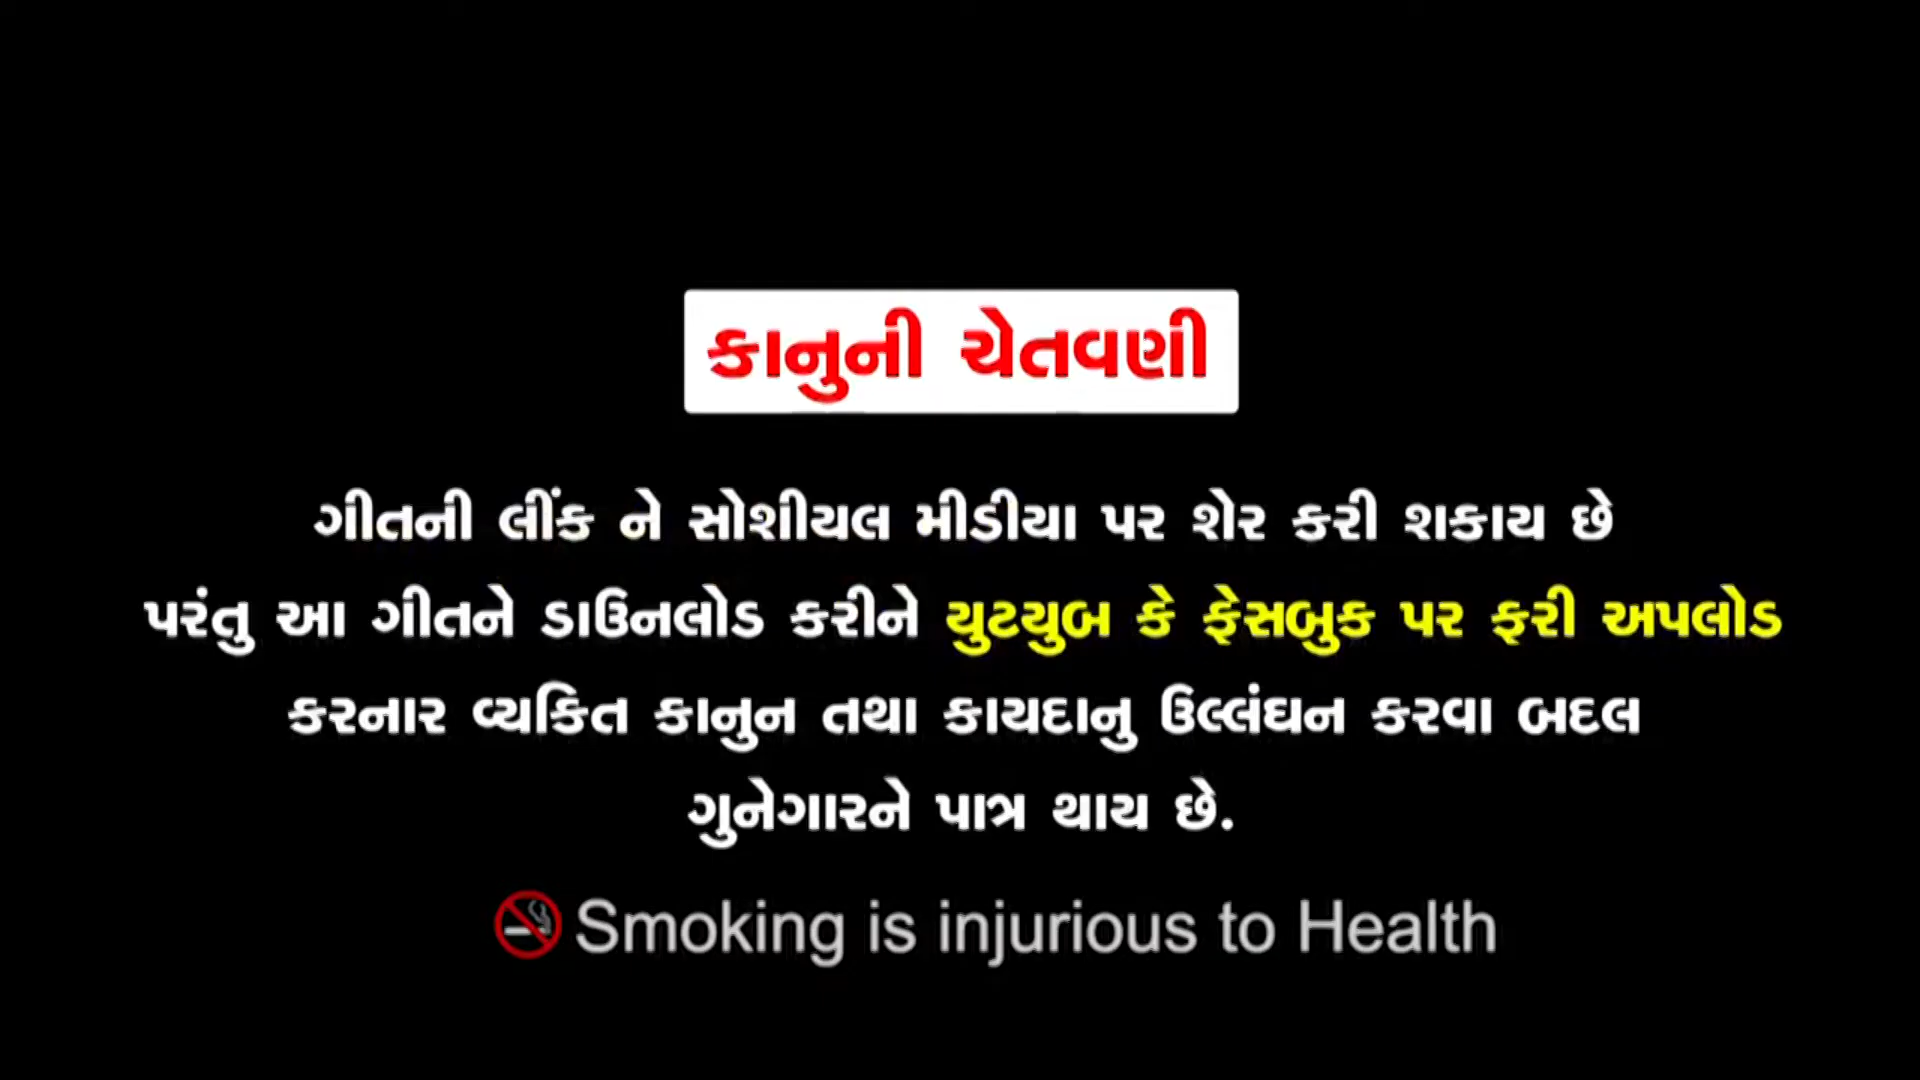 કાનુની ચેતવણી
ગીતની લીંક ને સોશીયલ મીડીયા પર શેર કરી શકાય છે
પરંતુ આ ગીતને ડાઉનલોડ કરીને યુટયુબ કે ફેસબુક પર ફરી અપલોડ
કરનાર વ્યકિત કાનુન તથા કાયદાનુ ઉલ્લંઘન કરવા બદલ
ગુનેગારને પાત્ર થાય છે.
Smoking is injurious to Health